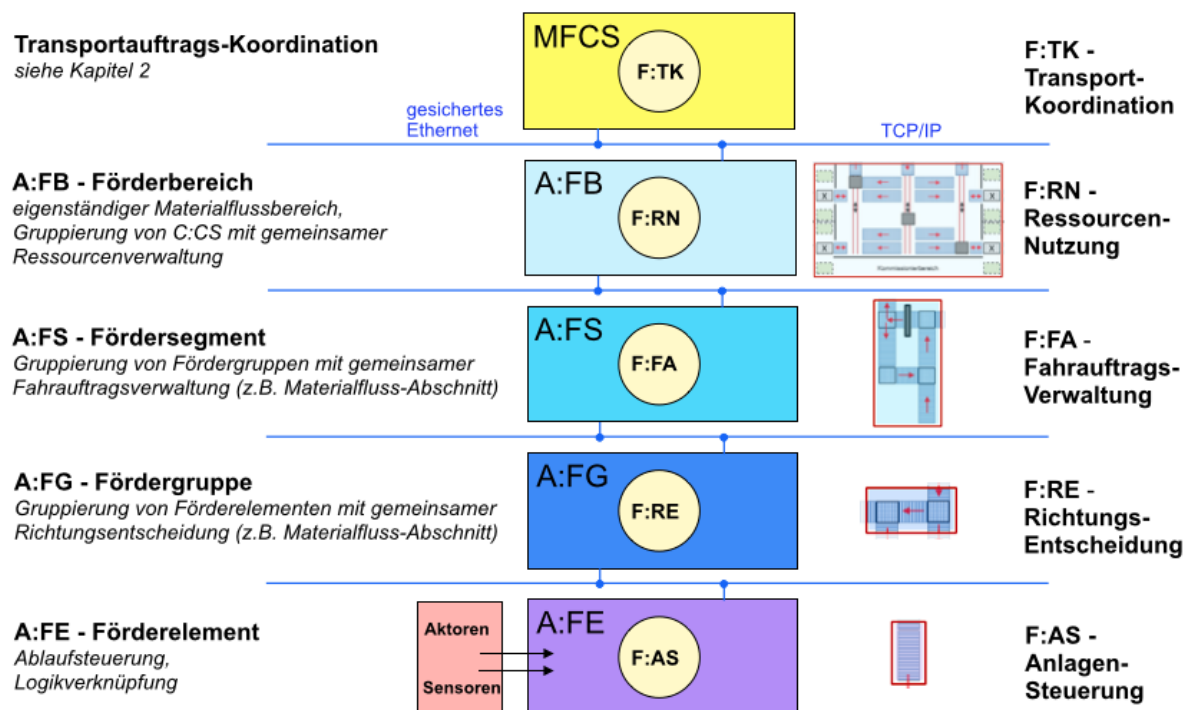 Transportauftrags-Koordination
siehe Kapitel 2
MFCS
F:TK
F:TK -
Transport-
Koordination
gesichertes
Ethernet
TCP/IP
A:FB - Förderbereich
eigenständiger Materialflussbereich,
Gruppierung von C:CS mit gemeinsamer
Ressourcenverwaltung
A:FB
F:RN
X
X
X
X
Kommissionierbereich
F:RN -
Ressourcen-
Nutzung
A:FS - Fördersegment
Gruppierung von Fördergruppen mit gemeinsamer
Fahrauftragsverwaltung (z.B. Materialfluss-Abschnitt)
A:FS
F:FA
F:FA -
Fahrauftrags-
Verwaltung
A:FG - Fördergruppe
Gruppierung von Förderelementen mit gemeinsamer
Richtungsentscheidung (z.B. Materialfluss-Abschnitt)
A:FG
F:RE
F:RE -
Richtungs-
Entscheidung
A:FE - Förderelement
Ablaufsteuerung,
Logikverknüpfung
Aktoren
Sensoren
A:FE
F:AS
F:AS -
Anlagen-
Steuerung